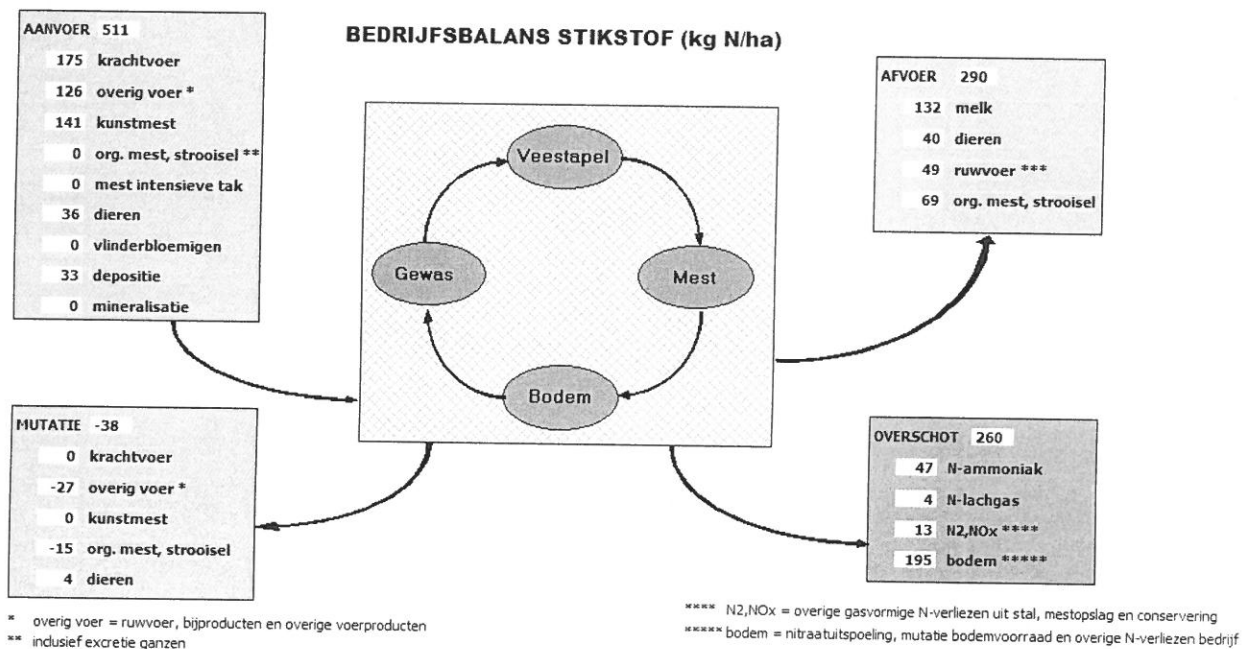 BEDRIJFSBALANS STIKSTOF (kg N/ha)
AANVOER 511
175 krachtvoer
126 overig voer *
141 kunstmest
0 org. mest, strooisel **
0 mest intensieve tak
36 dieren
0 vlinderbloemigen
33 depositie
0 mineralisatie
Veestapel
Mest
Bodem
Gewas
AFVOER 290
132 melk
40 dieren
49 ruwvoer ***
69 org. mest, strooisel
MUTATIE -38
0 krachtvoer
-27 overig voer *
0 kunstmest
-15 org. mest, strooisel
4 dieren
OVERSCHOT 260
47 N-ammoniak
4 N-lachgas
13 N2,NOx ****
195 bodem *****
* overig voer = ruwvoer, bijproducten en overige voerproducten
** inclusief excretie ganzen
**** N2,NOx = overige gasvormige N-verliezen uit stal, mestopslag en conservering
***** bodem = nitraatuitspoeling, mutatie bodemvoorraad en overige N-verliezen bedrijf